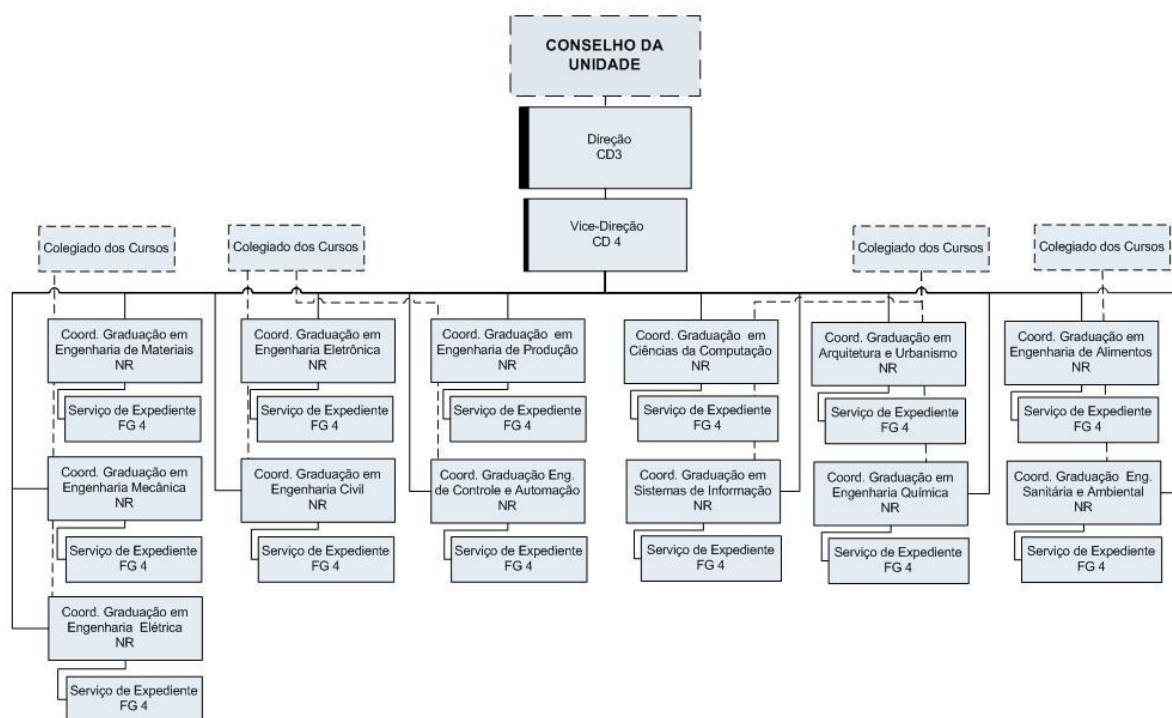 CONSELHO DA
UNIDADE
Direção
CD3
Vice-Direção
CD 4
Colegiado dos Cursos
Colegiado dos Cursos
Colegiado dos Cursos
Colegiado dos Cursos
Coord. Graduação em
Engenharia de Materiais
NR
Coord. Graduação em
Engenharia Eletrônica
NR
Coord. Graduação em
Engenharia de Produção
NR
Coord. Graduação em
Ciências da Computação
NR
Coord. Graduação em
Arquitetura e Urbanismo
NR
Coord. Graduação em
Engenharia de Alimentos
NR
Serviço de Expediente
FG 4
Serviço de Expediente
FG 4
Serviço de Expediente
FG 4
Serviço de Expediente
FG 4
Serviço de Expediente
FG 4
Serviço de Expediente
FG 4
Coord. Graduação em
Engenharia Mecânica
NR
Coord. Graduação em
Engenharia Civil
NR
Coord. Graduação Eng.
de Controle e Automação
NR
Coord. Graduação em
Sistemas de Informação
NR
Coord. Graduação em
Engenharia Química
NR
Coord. Graduação Eng.
Sanitária e Ambiental
NR
Serviço de Expediente
FG 4
Serviço de Expediente
FG 4
Serviço de Expediente
FG 4
Serviço de Expediente
FG 4
Serviço de Expediente
FG 4
Serviço de Expediente
FG 4
Coord. Graduação em
Engenharia Elétrica
NR
Serviço de Expediente
FG 4